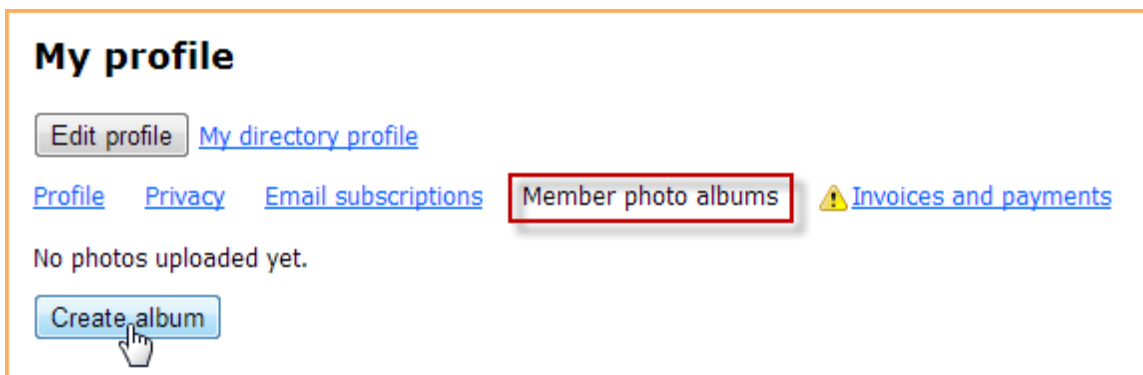 My profile
Edit profile My directory profile
Profile Privacy Email subscriptions Member photo albums Invoices and payments
No photos uploaded yet.
Create album